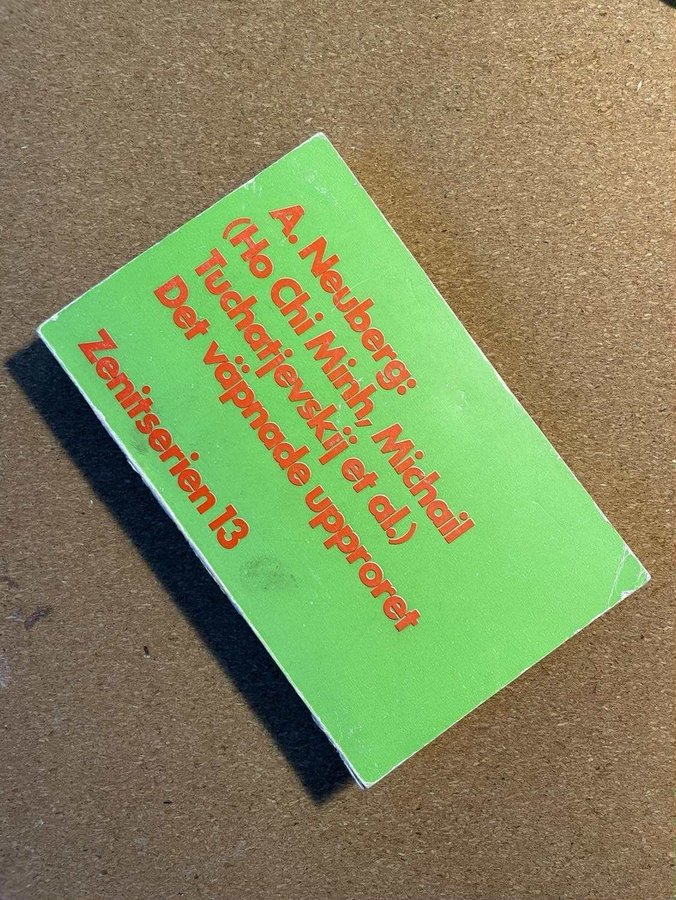 A. Neuberg:
(Ho Chi Minh, Michail
Tuchatjevskij et al.)
Det väpnade upproret
Zenitserien 13